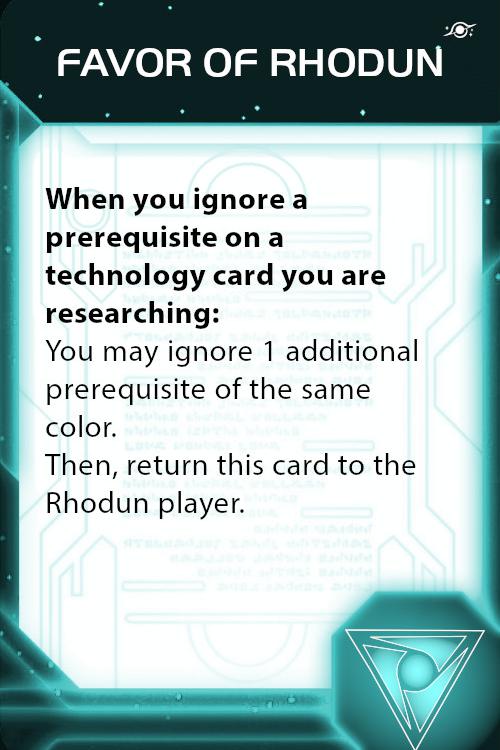 FAVOR OF RHODUN
When you ignore a
prerequisite on a
technology card you are
researching:
You may ignore 1 additional
prerequisite of the same
color.
Then, return this card to the
Rhodun player.